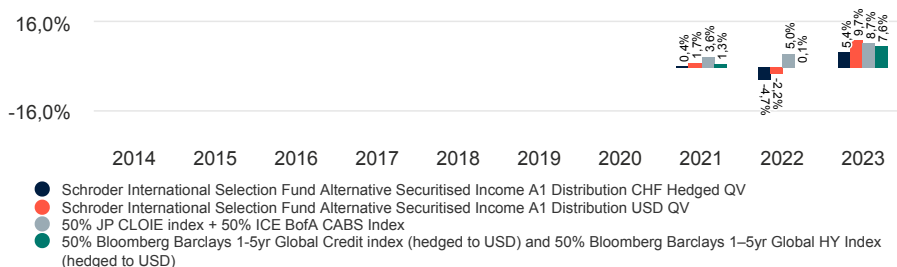 16,0%
-16,0%
0,4%
1,7%
3,6%
1,3%
-4,7%
-2,2%
5,0%
0,1%
5,4%
9,7%
8,7%
7,6%
2014 2015 2016 2017 2018 2019 2020 2021 2022 2023
Schroder International Selection Fund Alternative Securitised Income A1 Distribution CHF Hedged QV
Schroder International Selection Fund Alternative Securitised Income A1 Distribution USD QV
50% JP CLOIE index + 50% ICE BofA CABS Index
50% Bloomberg Barclays 1-5yr Global Credit index (hedged to USD) and 50% Bloomberg Barclays 1–5yr Global HY Index
(hedged to USD)